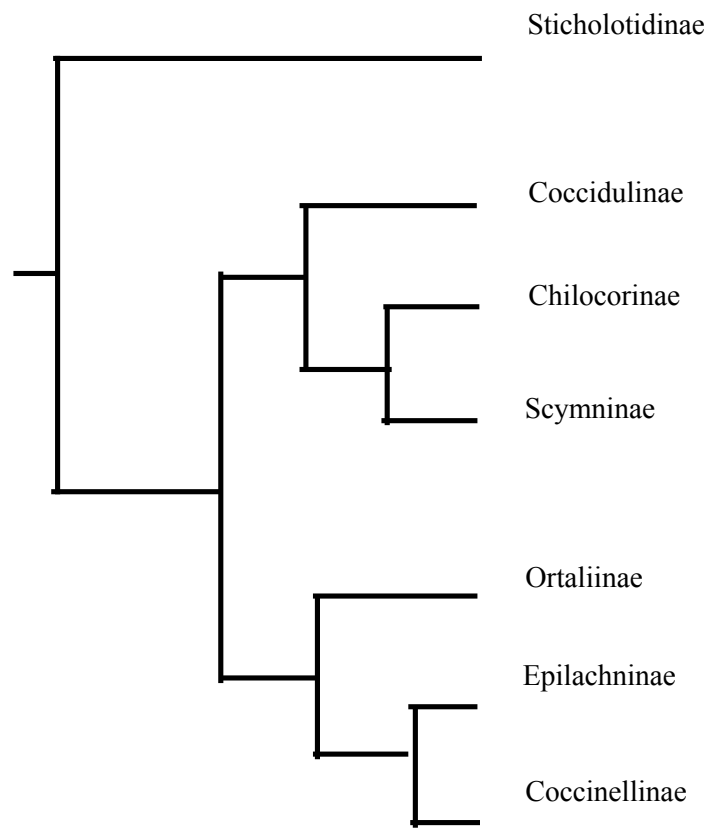 Sticholotidinae
Coccidulinae
Chilocorinae
Scymninae
Ortaliinae
Epilachninae
Coccinellinae